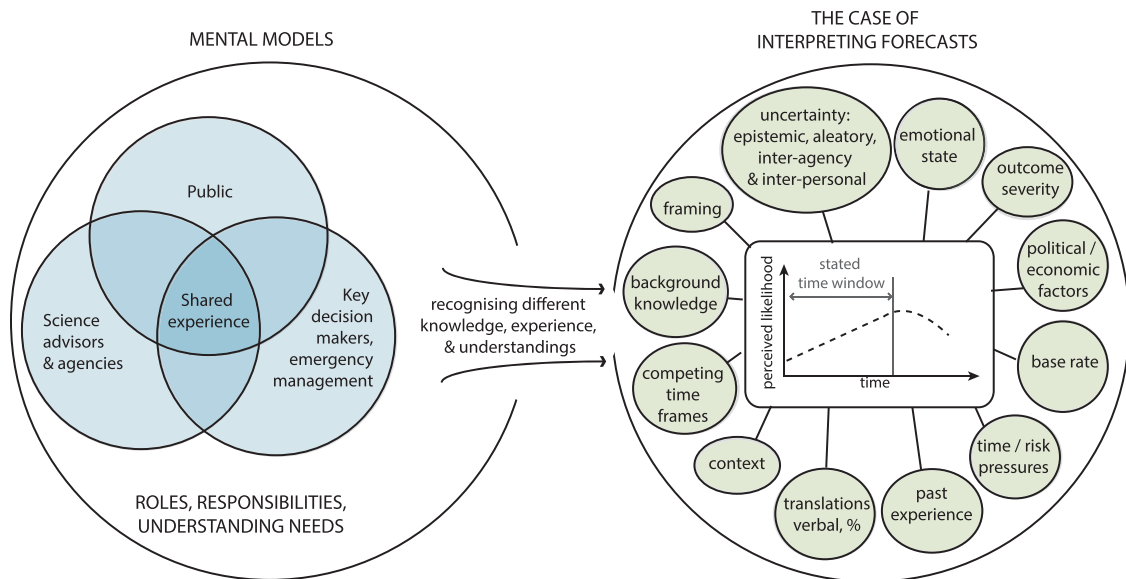 MENTAL MODELS
Public
Science
advisors
& agencies
Shared
experience
Key
decision
makers,
emergency
management
ROLES, RESPONSIBILITIES,
UNDERSTANDING NEEDS
recognising different
knowledge, experience,
& understandings
THE CASE OF
INTERPRETING FORECASTS
uncertainty:
epistemic, aleatory,
inter-agency
& inter-personal
emotional
state
outcome
severity
framing
political /
economic
factors
background
knowledge
stated
time window
perceived likelihood
time
base rate
competing
time
frames
time / risk
pressures
context
translations
verbal, %
past
experience